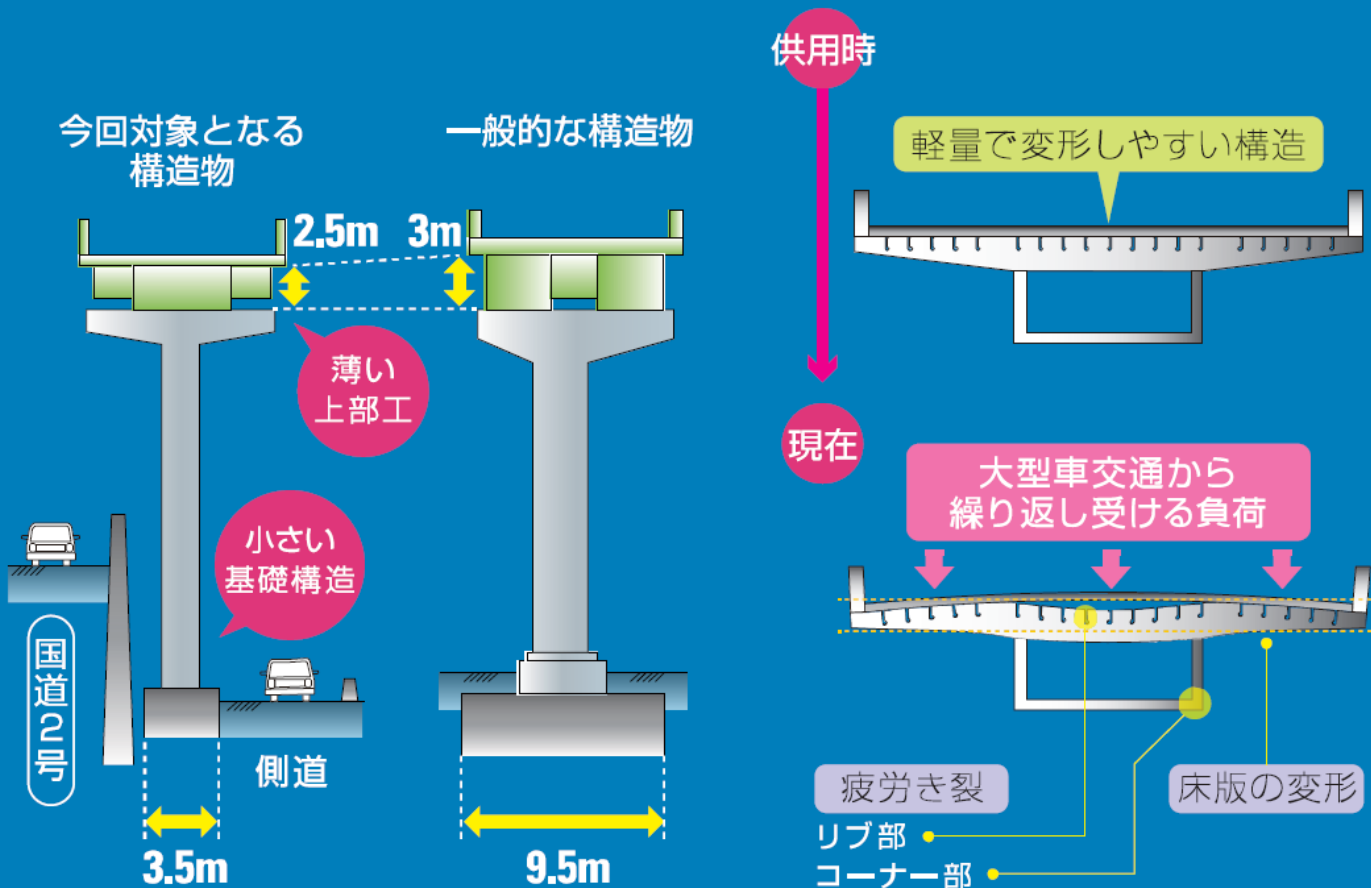 今回対象となる
構造物
一般的な構造物
2.5m
3m
薄い
上部工
小さい
基礎構造
国道2号
側道
3.5m
9.5m
供用時
軽量で変形しやすい構造
現在
大型車交通から
繰り返し受ける負荷
疲労き裂
床版の変形
リブ部
コーナー部